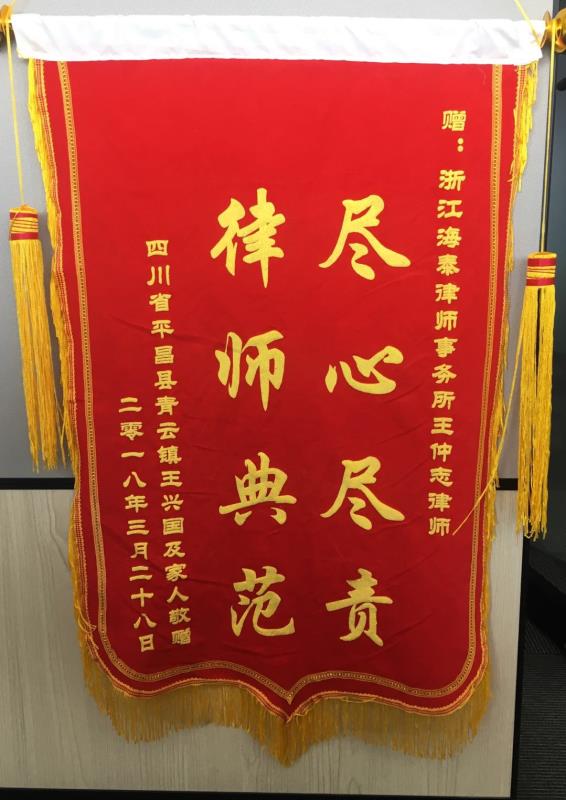 赠：浙江海泰律师事务所王仲志律师
尽心尽责
律师典范
四川省平昌县青云镇王兴国及家人敬赠
二零一八年三月二十八日